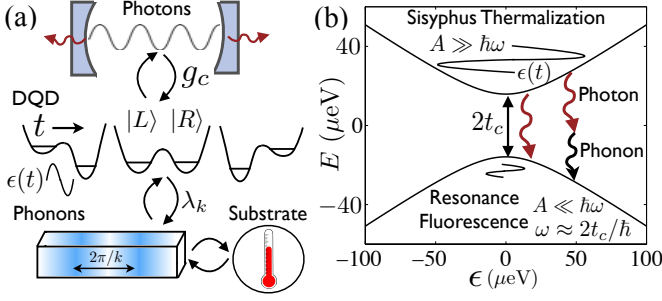 (a)
Photons
g_c
DQD
t
|L⟩ |R⟩
ϵ(t)
λ_k
Phonons
Substrate
2π/k
(b)
Sisyphus Thermalization
A ≫ ℏω
ϵ(t)
Photon
2t_c
Phonon
Resonance
Fluorescence
A ≪ ℏω
ω ≈ 2t_c/ℏ
E (μeV)
40
0
−40
−100
−50
0
50
100
ϵ (μeV)